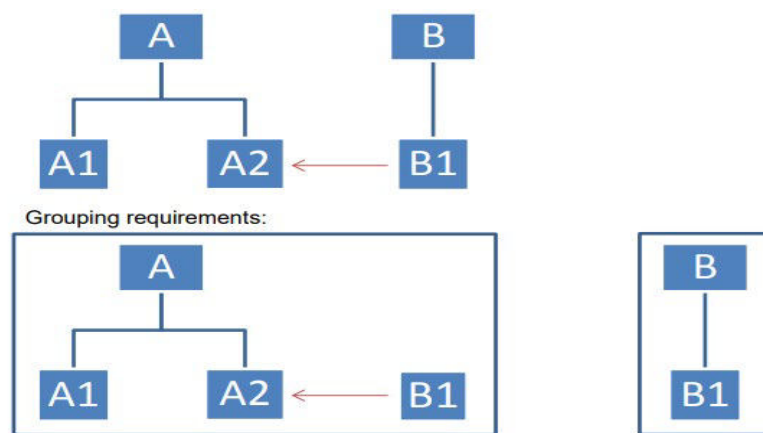 A B
A1 A2 B1
Grouping requirements:
A B
A1 A2 B1 B1